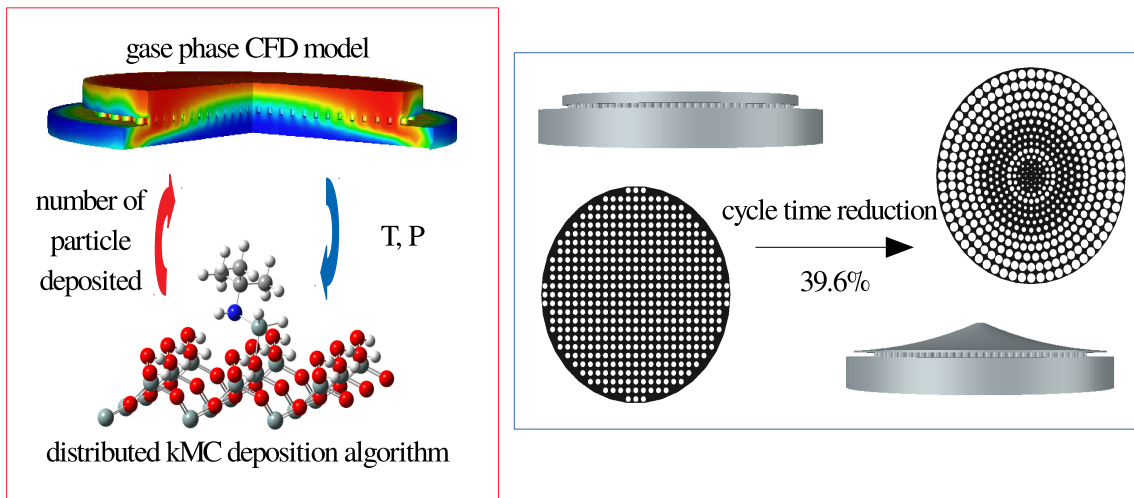 gase phase CFD model
number of
particle
deposited
T, P
distributed kMC deposition algorithm
cycle time reduction
39.6%